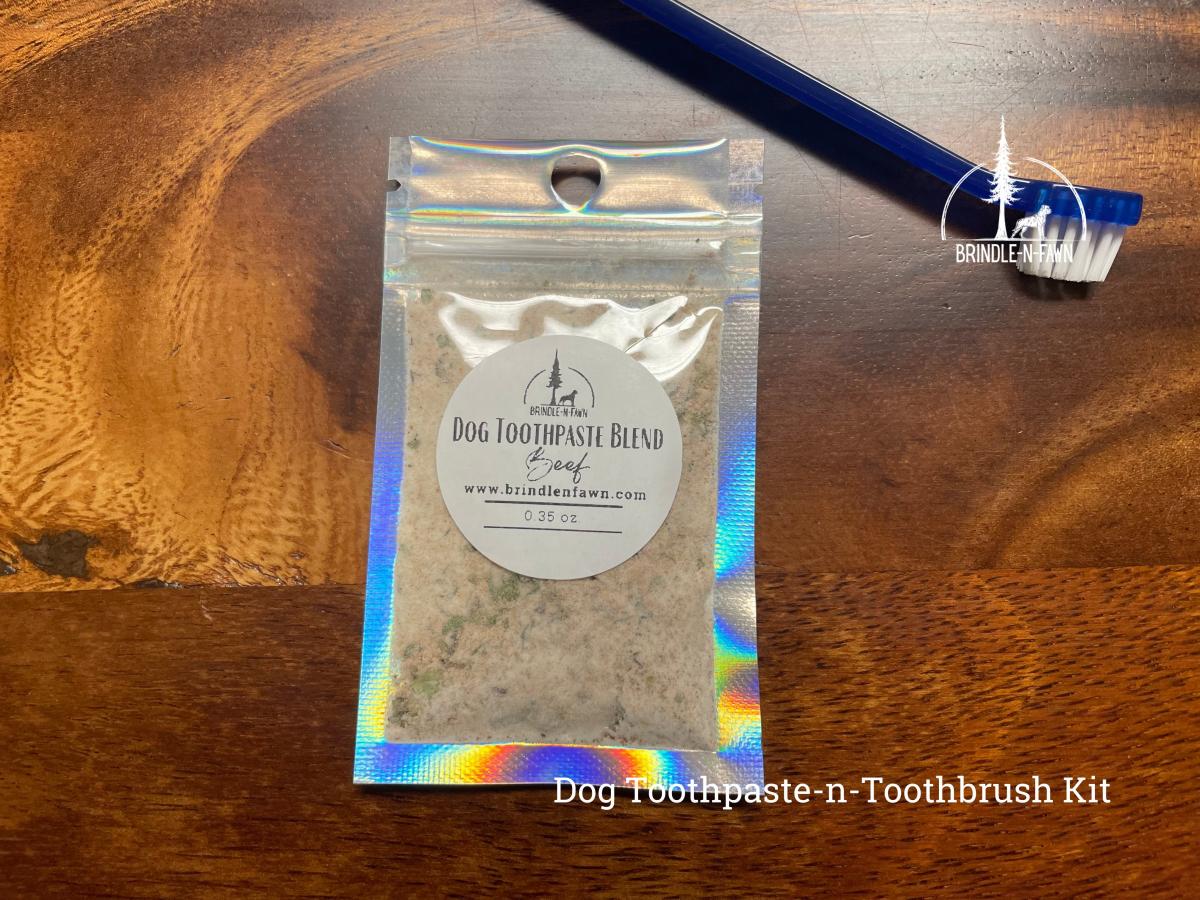 BRINDLE-N-FAWN
BRINDLE-N-FAWN
Dog Toothpaste Blend
Beef
www.brindlenfawn.com
0.35 oz
Dog Toothpaste-n-Toothbrush Kit